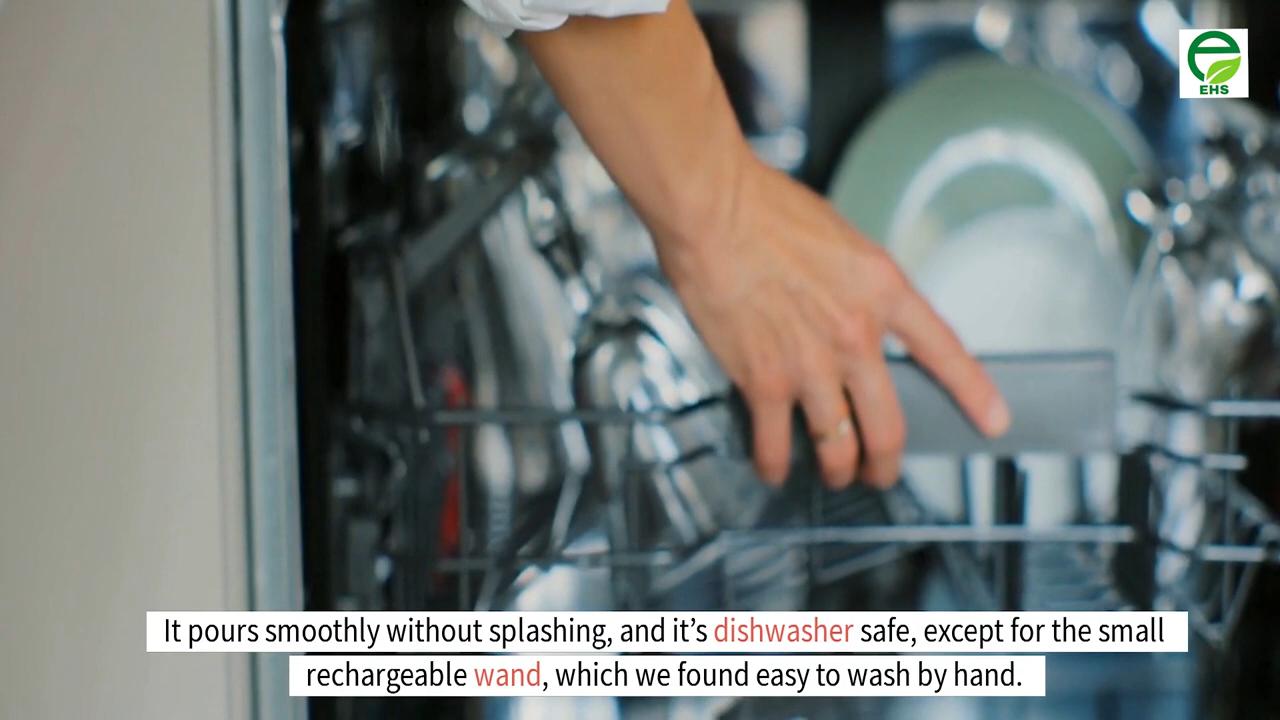 EHS
It pours smoothly without splashing, and it’s dishwasher safe, except for the small
rechargeable wand, which we found easy to wash by hand.